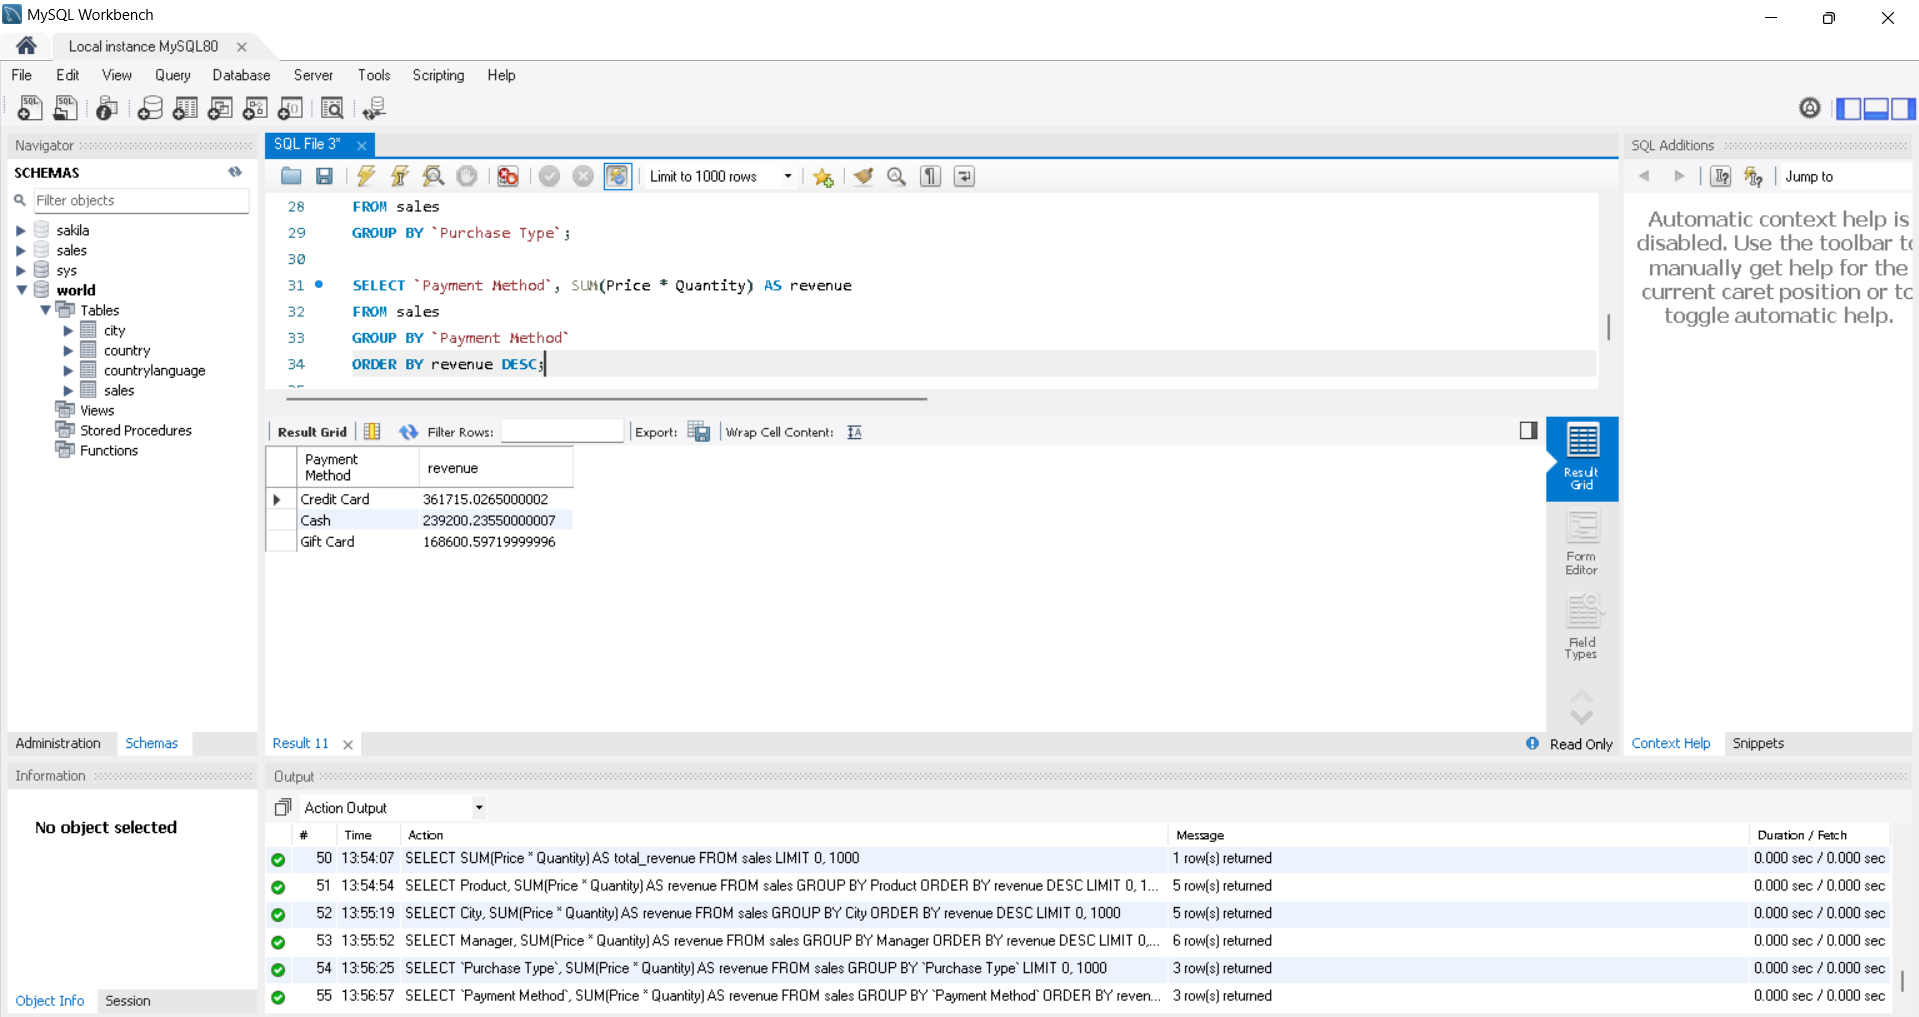 MySQL Workbench
Local instance MySQL80
File Edit View Query Database Server Tools Scripting Help
Navigator
SCHEMAS
Filter objects
sakila
sales
sys
world
Tables
city
country
countrylanguage
sales
Views
Stored Procedures
Functions
Administration Schemas
Information
No object selected
Object Info Session
SQL File 3*
Limit to 1000 rows
28 FROM sales
29 GROUP BY `Purchase Type`;
30
31 SELECT `Payment Method`, SUM(Price * Quantity) AS revenue
32 FROM sales
33 GROUP BY `Payment Method`
34 ORDER BY revenue DESC;
Result Grid Filter Rows: Export: Wrap Cell Content:
Payment Method revenue
Credit Card 361715.0265000002
Cash 239200.23550000007
Gift Card 168600.59719999996
Result Grid
Form Editor
Field Types
Result 11
Read Only
SQL Additions
Jump to
Automatic context help is
disabled. Use the toolbar to
manually get help for the
current caret position or to
toggle automatic help.
Context Help Snippets
Output
Action Output
# Time Action Message Duration / Fetch
50 13:54:07 SELECT SUM(Price * Quantity) AS total_revenue FROM sales LIMIT 0, 1000 1 row(s) returned 0.000 sec / 0.000 sec
51 13:54:54 SELECT Product, SUM(Price * Quantity) AS revenue FROM sales GROUP BY Product ORDER BY revenue DESC LIMIT 0, 1... 5 row(s) returned 0.000 sec / 0.000 sec
52 13:55:19 SELECT City, SUM(Price * Quantity) AS revenue FROM sales GROUP BY City ORDER BY revenue DESC LIMIT 0, 1000 5 row(s) returned 0.000 sec / 0.000 sec
53 13:55:52 SELECT Manager, SUM(Price * Quantity) AS revenue FROM sales GROUP BY Manager ORDER BY revenue DESC LIMIT 0,... 6 row(s) returned 0.000 sec / 0.000 sec
54 13:56:25 SELECT `Purchase Type`, SUM(Price * Quantity) AS revenue FROM sales GROUP BY `Purchase Type` LIMIT 0, 1000 3 row(s) returned 0.000 sec / 0.000 sec
55 13:56:57 SELECT `Payment Method`, SUM(Price * Quantity) AS revenue FROM sales GROUP BY `Payment Method` ORDER BY reven... 3 row(s) returned 0.000 sec / 0.000 sec